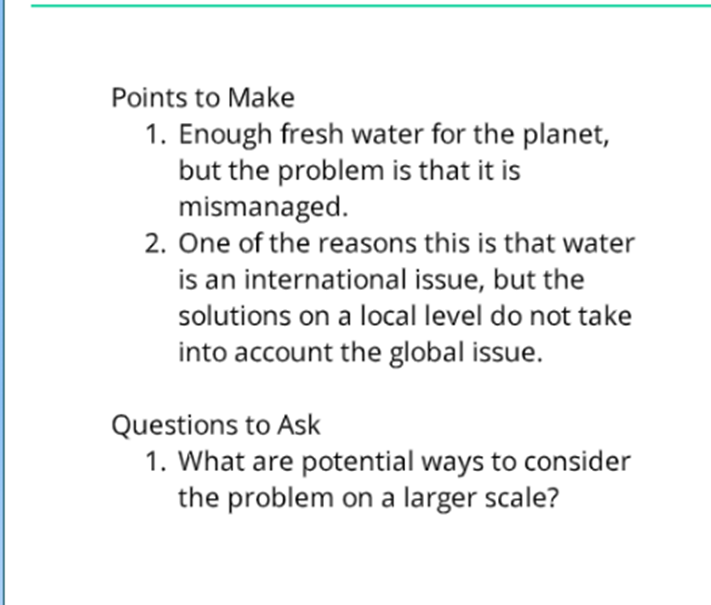 Points to Make
1. Enough fresh water for the planet,
but the problem is that it is
mismanaged.
2. One of the reasons this is that water
is an international issue, but the
solutions on a local level do not take
into account the global issue.
Questions to Ask
1. What are potential ways to consider
the problem on a larger scale?